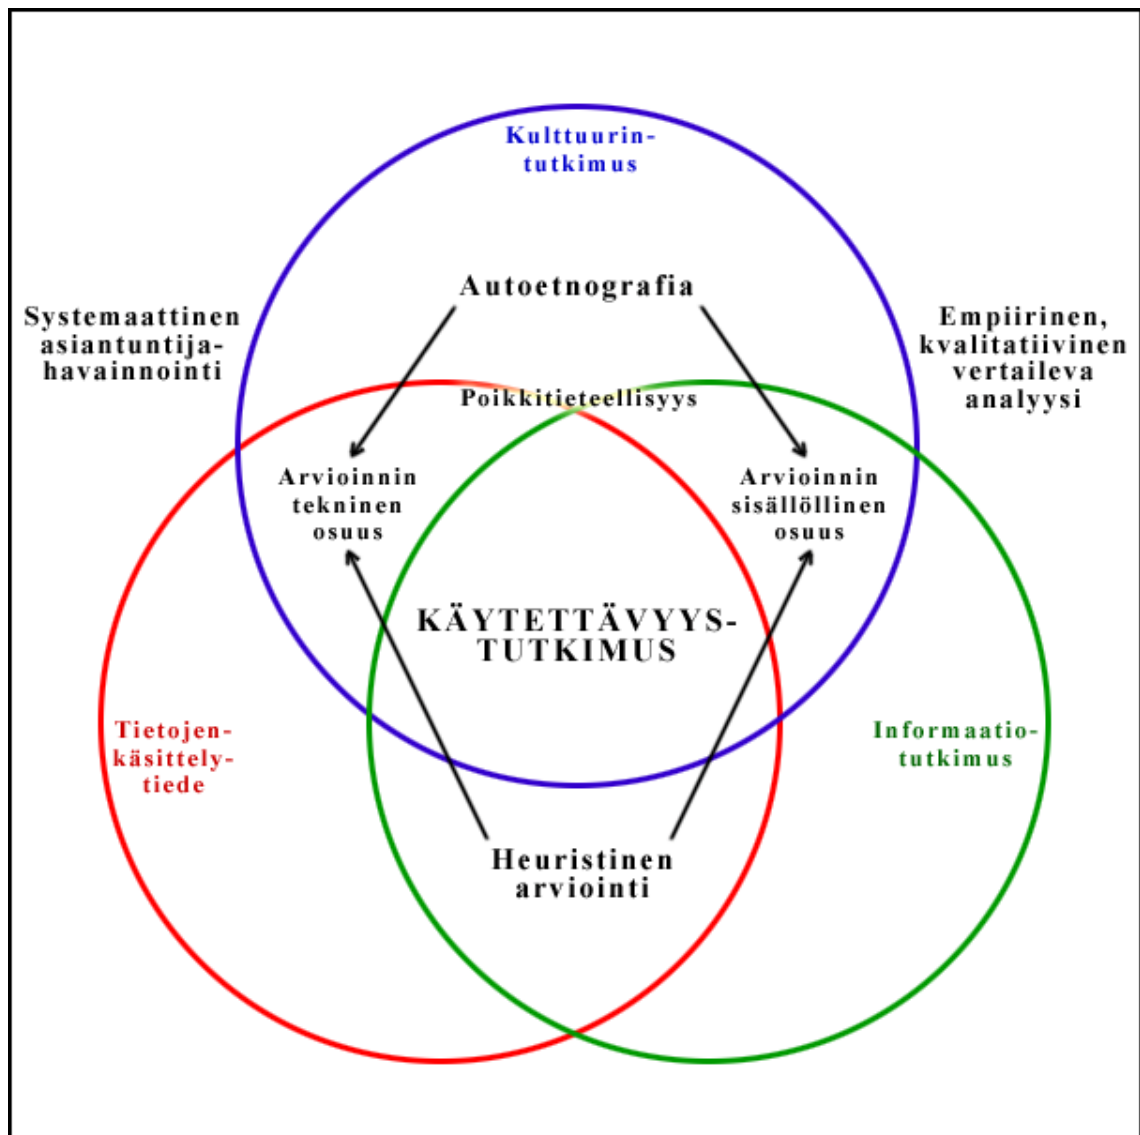 Kulttuurin-
tutkimus
Autoetnografia
Systemaattinen
asiantuntija-
havainnointi
Empiirinen,
kvalitatiivinen
vertaileva
analyysi
Poikkitieteellisyys
Arvioinnin
tekninen
osuus
Arvioinnin
sisällöllinen
osuus
KÄYTETTÄVYYS-
TUTKIMUS
Tietojen-
käsittely-
tiede
Informaatio-
tutkimus
Heuristinen
arviointi